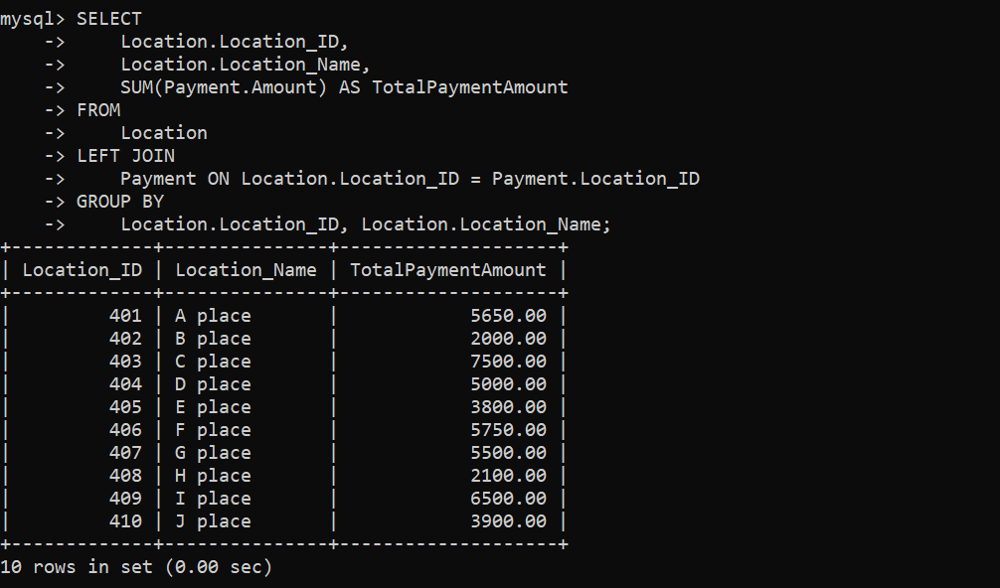 mysql> SELECT
    ->     Location.Location_ID,
    ->     Location.Location_Name,
    ->     SUM(Payment.Amount) AS TotalPaymentAmount
    -> FROM
    ->     Location
    -> LEFT JOIN
    ->     Payment ON Location.Location_ID = Payment.Location_ID
    -> GROUP BY
    ->     Location.Location_ID, Location.Location_Name;
+-------------+---------------+--------------------+
| Location_ID | Location_Name | TotalPaymentAmount |
+-------------+---------------+--------------------+
|         401 | A place       |            5650.00 |
|         402 | B place       |            2000.00 |
|         403 | C place       |            7500.00 |
|         404 | D place       |            5000.00 |
|         405 | E place       |            3800.00 |
|         406 | F place       |            5750.00 |
|         407 | G place       |            5500.00 |
|         408 | H place       |            2100.00 |
|         409 | I place       |            6500.00 |
|         410 | J place       |            3900.00 |
+-------------+---------------+--------------------+
10 rows in set (0.00 sec)